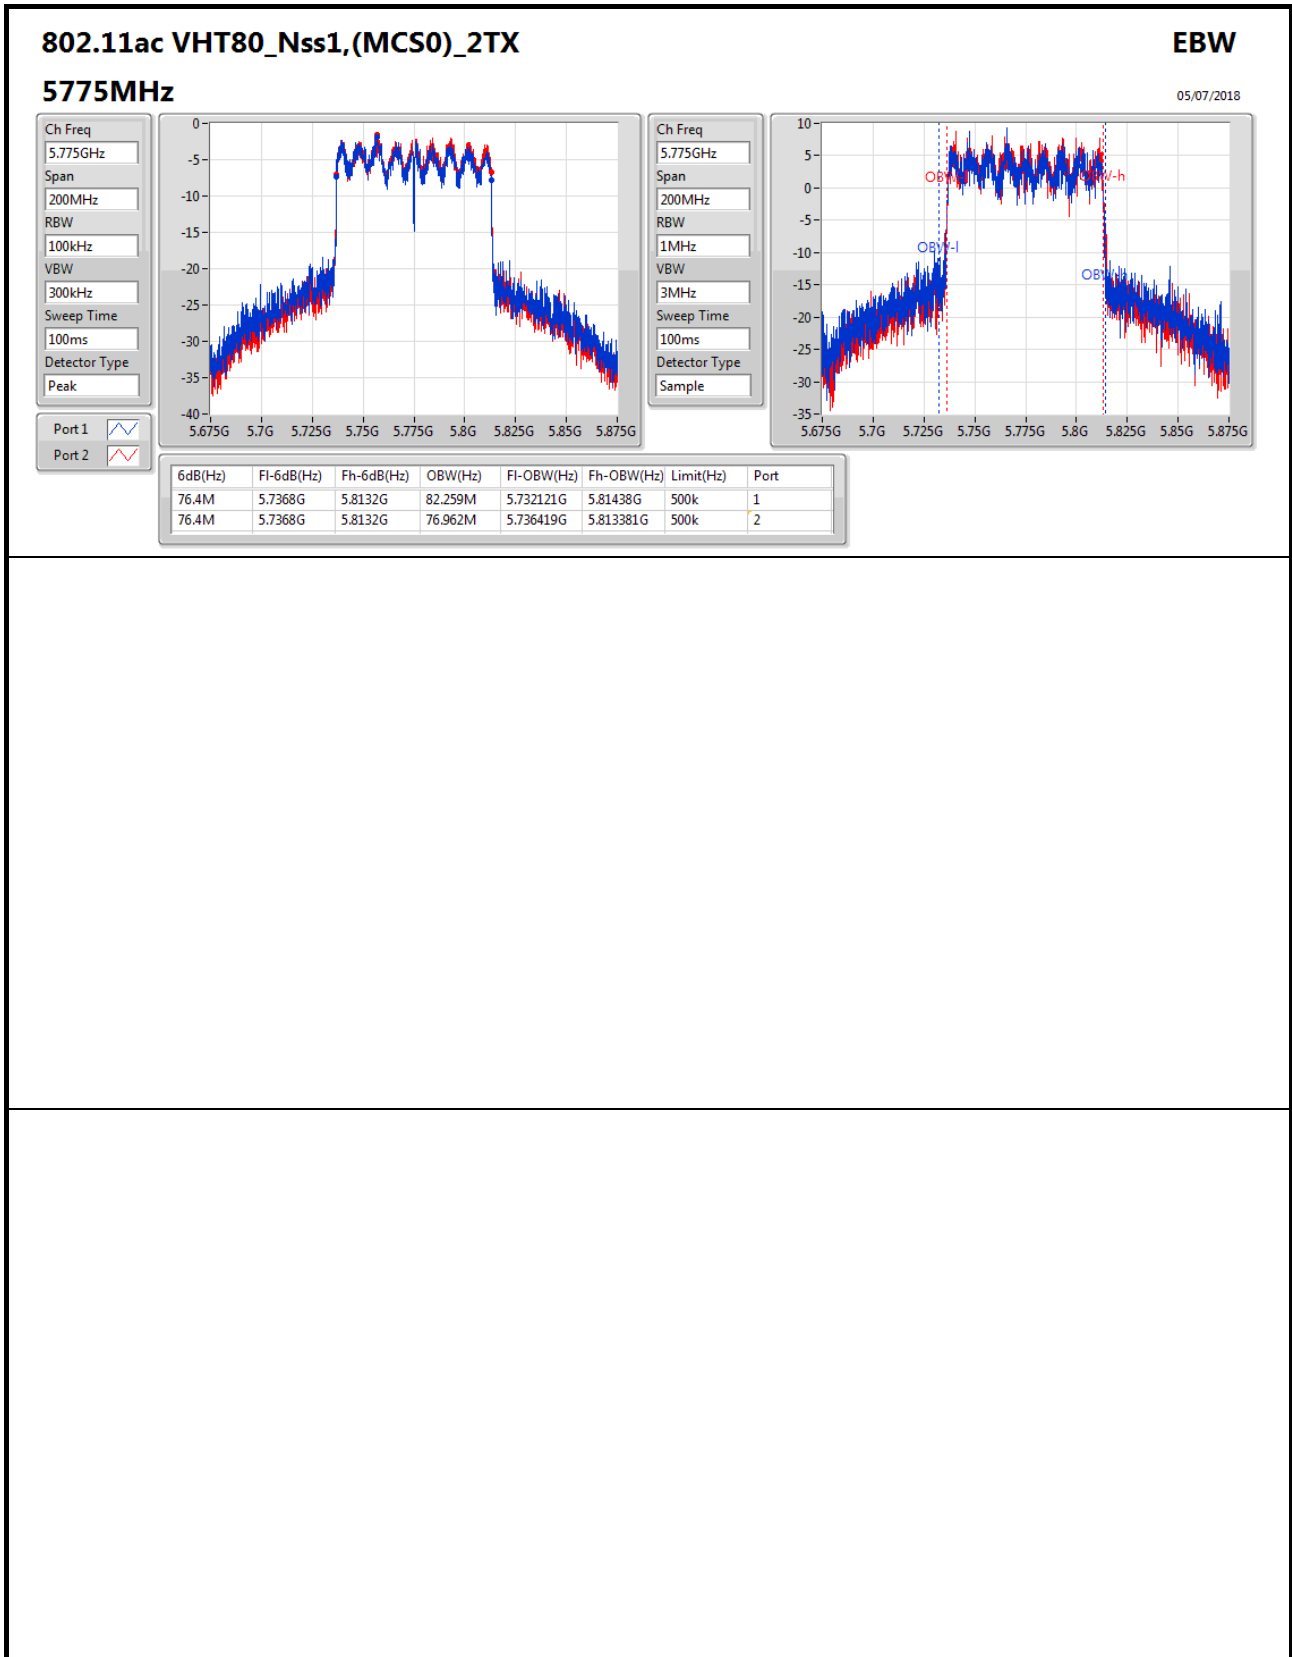 802.11ac VHT80_Nss1,(MCS0)_2TX
EBW
5775MHz
05/07/2018
Ch Freq
5.775GHz
Span
200MHz
RBW
100kHz
VBW
300kHz
Sweep Time
100ms
Detector Type
Peak
Port 1
Port 2
0
-5
-10
-15
-20
-25
-30
-35
-40
5.675G 5.7G 5.725G 5.75G 5.775G 5.8G 5.825G 5.85G 5.875G
Ch Freq
5.775GHz
Span
200MHz
RBW
1MHz
VBW
3MHz
Sweep Time
100ms
Detector Type
Sample
10
5
0
-5
-10
-15
-20
-25
-30
-35
OBW-l
5.675G 5.7G 5.725G 5.75G 5.775G 5.8G 5.825G 5.85G 5.875G
6dB(Hz) Fl-6dB(Hz) Fh-6dB(Hz) OBW(Hz) Fl-OBW(Hz) Fh-OBW(Hz) Limit(Hz) Port
76.4M 5.7368G 5.8132G 82.259M 5.732121G 5.81438G 500k 1
76.4M 5.7368G 5.8132G 76.962M 5.736419G 5.813381G 500k 2